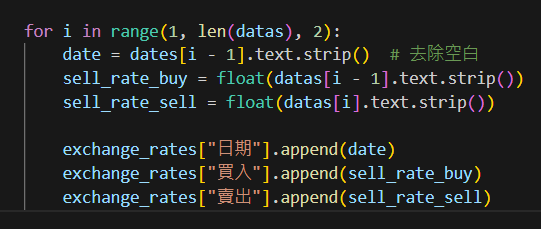 for i in range(1, len(datas), 2):
    date = dates[i - 1].text.strip()  # 去除空白
    sell_rate_buy = float(datas[i - 1].text.strip())
    sell_rate_sell = float(datas[i].text.strip())

    exchange_rates["日期"].append(date)
    exchange_rates["買入"].append(sell_rate_buy)
    exchange_rates["賣出"].append(sell_rate_sell)